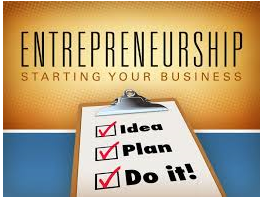 ENTREPRENEURSHIP
STARTING YOUR BUSINESS
Idea
Plan
Do it!